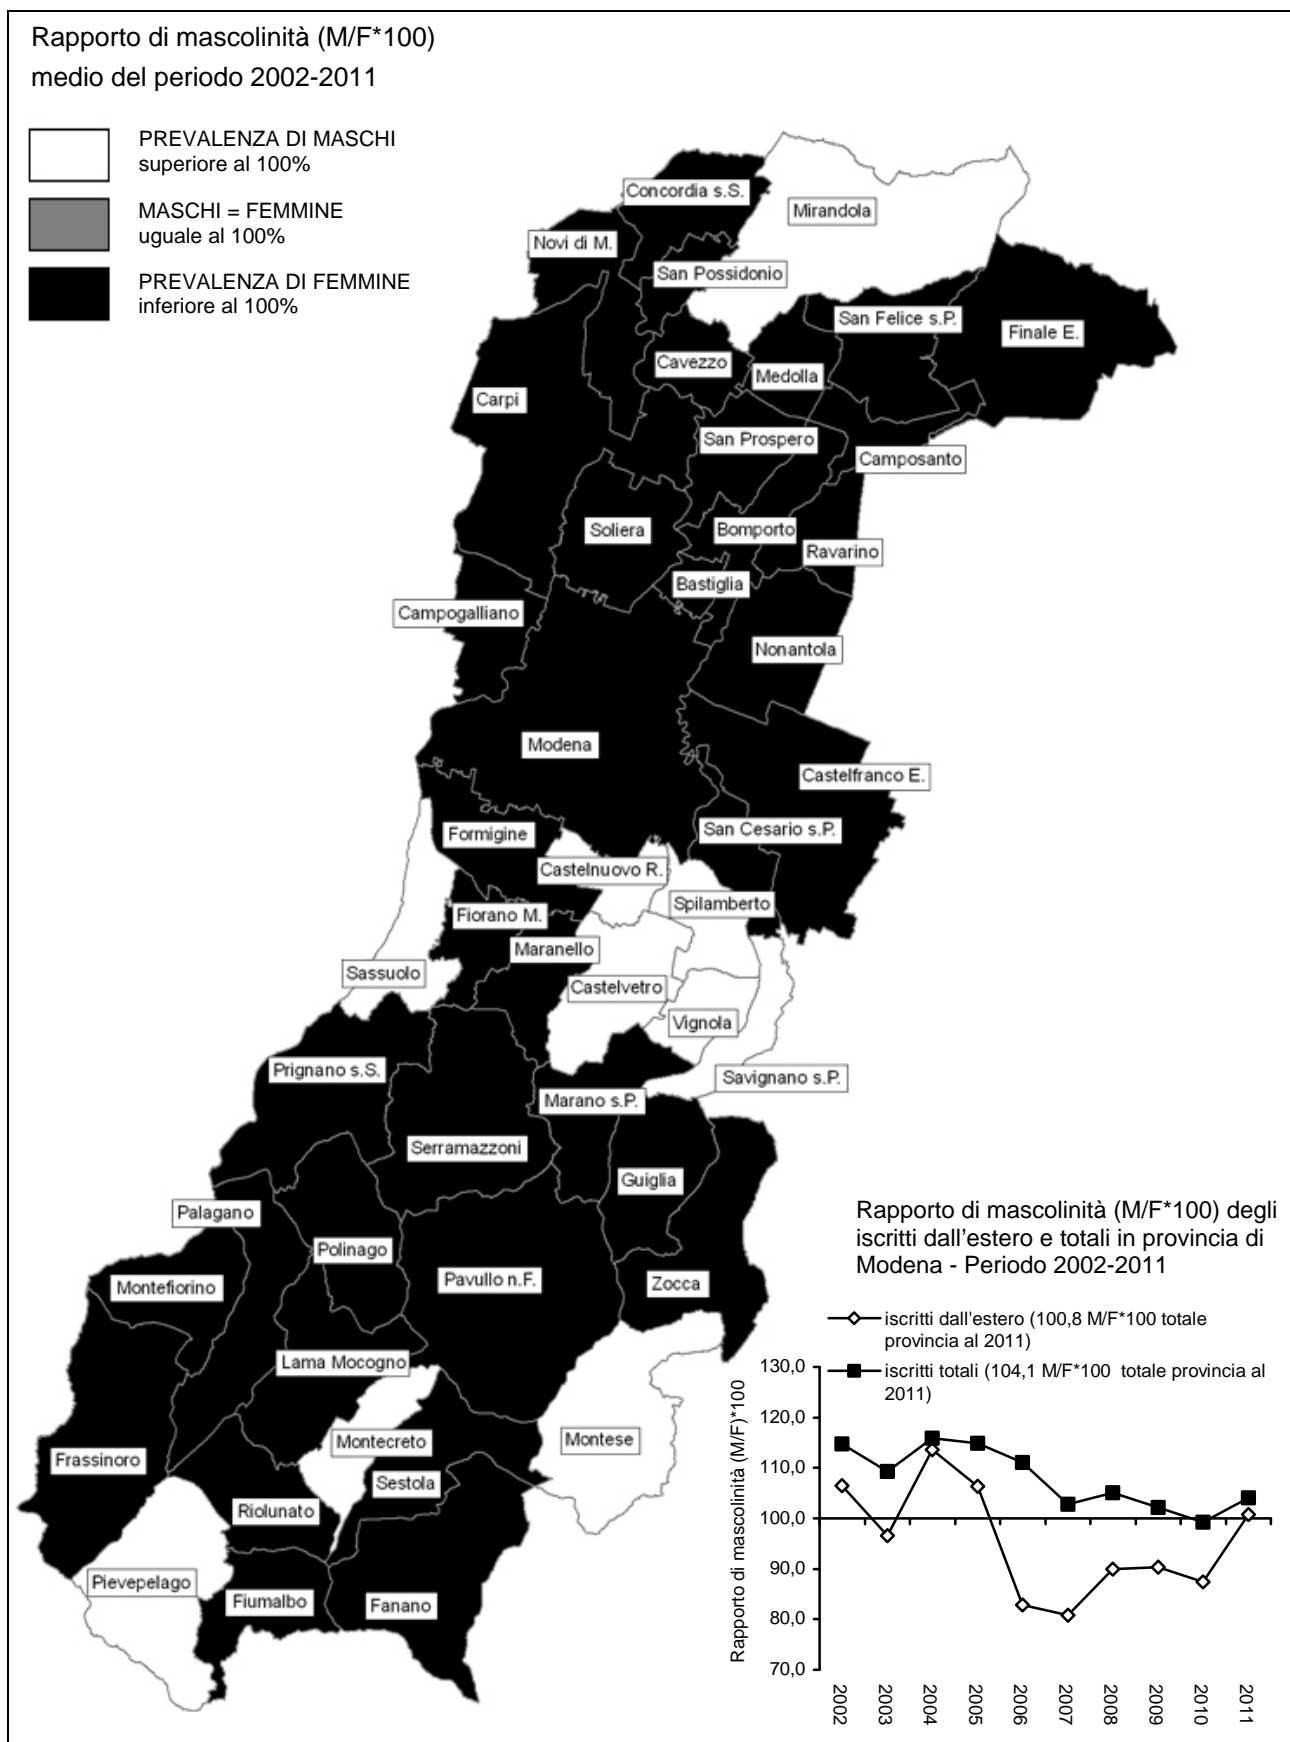 Rapporto di mascolinità (M/F*100)
medio del periodo 2002-2011
PREVALENZA DI MASCHI
superiore al 100%
MASCHI = FEMMINE
uguale al 100%
PREVALENZA DI FEMMINE
inferiore al 100%
Concordia s.S.
Mirandola
Novi di M.
San Possidonio
San Felice s.P.
Finale E.
Cavezzo
Medolla
Carpi
San Prospero
Camposanto
Soliera
Bomporto
Ravarino
Bastiglia
Campogalliano
Nonantola
Modena
Castelfranco E.
Formigine
San Cesario s.P.
Castelnuovo R.
Spilamberto
Fiorano M.
Maranello
Sassuolo
Castelvetro
Vignola
Prignano s.S.
Savignano s.P.
Marano s.P.
Serramazzoni
Guiglia
Palagano
Polinago
Montefiorino
Pavullo n.F.
Zocca
Lama Mocogno
Montecreto
Montese
Frassinoro
Sestola
Riolunato
Pievepelago
Fiumalbo
Fanano
Rapporto di mascolinità (M/F*100) degli
iscritti dall'estero e totali in provincia di
Modena - Periodo 2002-2011
iscritti dall'estero (100,8 M/F*100 totale
provincia al 2011)
iscritti totali (104,1 M/F*100 totale provincia al
2011)
Rapporto di mascolinità (M/F)*100
130,0
120,0
110,0
100,0
90,0
80,0
70,0
2002
2003
2004
2005
2006
2007
2008
2009
2010
2011